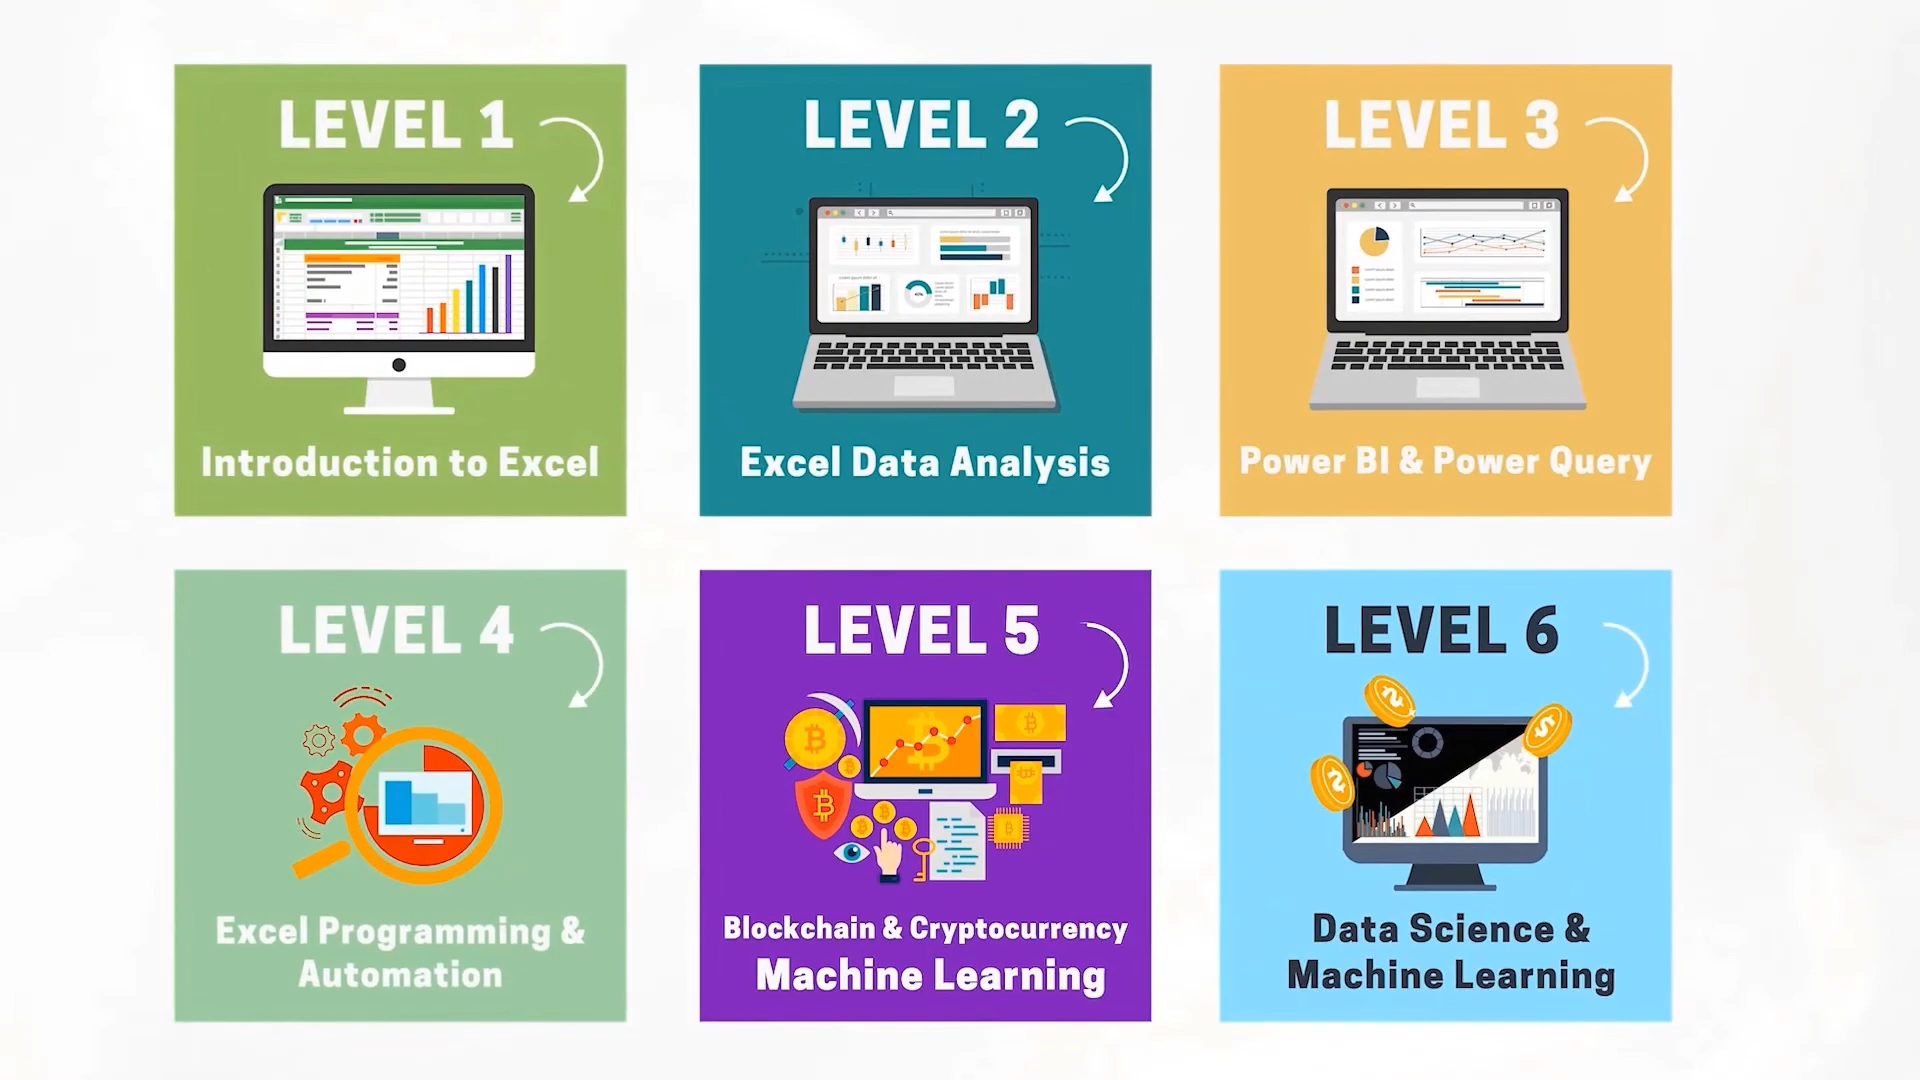 LEVEL 1
Introduction to Excel
LEVEL 2
Excel Data Analysis
LEVEL 3
Power BI & Power Query
LEVEL 4
Excel Programming &
Automation
LEVEL 5
Blockchain & Cryptocurrency
Machine Learning
LEVEL 6
Data Science &
Machine Learning